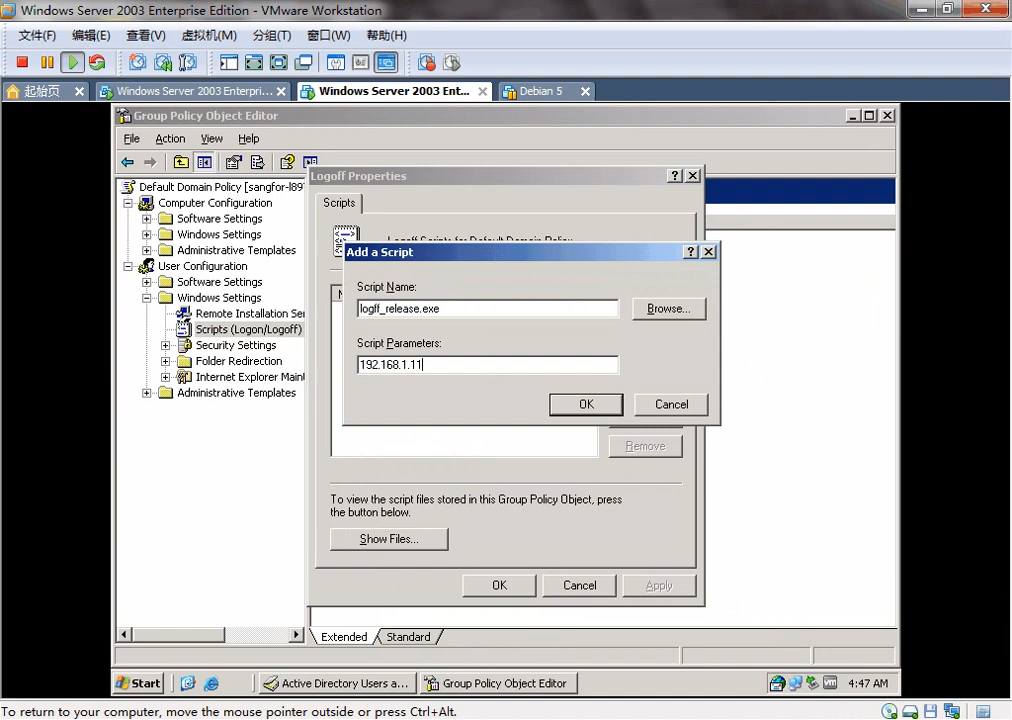 Windows Server 2003 Enterprise Edition - VMware Workstation
文件(F) 编辑(E) 查看(V) 虚拟机(M) 分组(T) 窗口(W) 帮助(H)
起始页 Windows Server 2003 Enterpri... Windows Server 2003 Ent... Debian 5
Group Policy Object Editor
File Action View Help
Default Domain Policy [sangfor-l89
Computer Configuration
Software Settings
Windows Settings
Administrative Templates
User Configuration
Software Settings
Windows Settings
Remote Installation Ser
Scripts (Logon/Logoff)
Security Settings
Folder Redirection
Internet Explorer Maint
Administrative Templates
Logoff Properties
Scripts
Logoff Scripts for Default Domain Policy
Add a Script
Script Name:
logff_release.exe
Browse...
Script Parameters:
192.168.1.11
OK Cancel
Remove
To view the script files stored in this Group Policy Object, press
the button below.
Show Files...
OK Cancel Apply
Extended Standard
Start Active Directory Users a... Group Policy Object Editor 4:47 AM
To return to your computer, move the mouse pointer outside or press Ctrl+Alt.